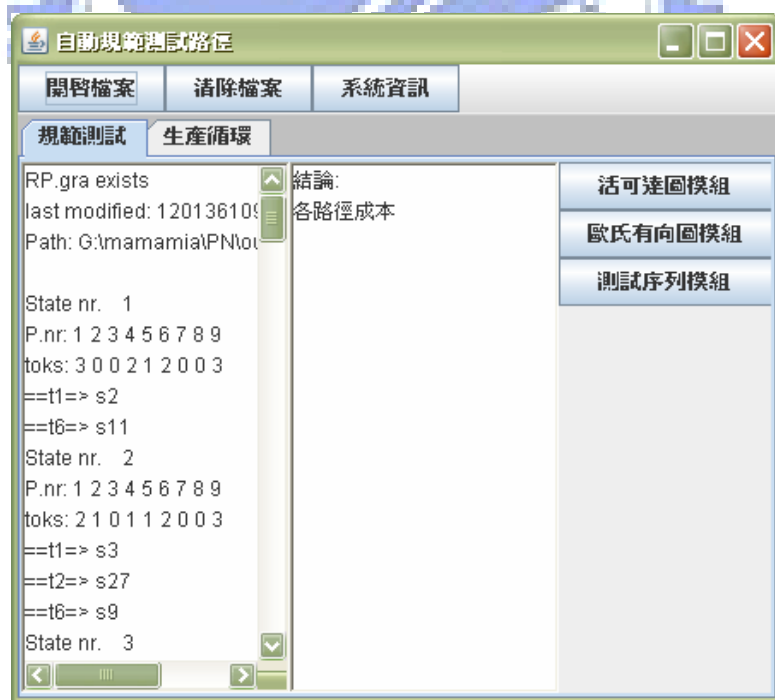 自動規範測試路徑
開啓檔案 清除檔案 系統資訊
規範測試 生産循環
RP.gra exists
last modified: 120136109
Path: G:\mamamia\PN\ou
State nr. 1
P.nr: 1 2 3 4 5 6 7 8 9
toks: 3 0 0 2 1 2 0 0 3
==t1=> s2
==t6=> s11
State nr. 2
P.nr: 1 2 3 4 5 6 7 8 9
toks: 2 1 0 1 1 2 0 0 3
==t1=> s3
==t2=> s27
==t6=> s9
State nr. 3
結論:
各路徑成本
活可達圖模組
歐氏有向圖模組
測試序列模組